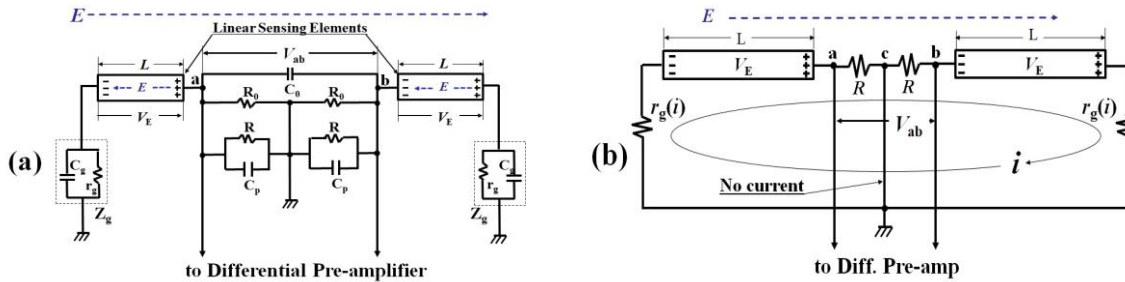 E
Linear Sensing Elements
L
V_ab
L
a
b
C_0
E
E
R_0
R_0
V_E
V_E
R
R
(a)
C_g
r_g
C_p
C_p
r_g
C_g
Z_g
Z_g
to Differential Pre-amplifier
E
L
L
a
c
b
V_E
V_E
R
R
r_g(i)
r_g(i)
V_ab
(b)
i
No current
to Diff. Pre-amp